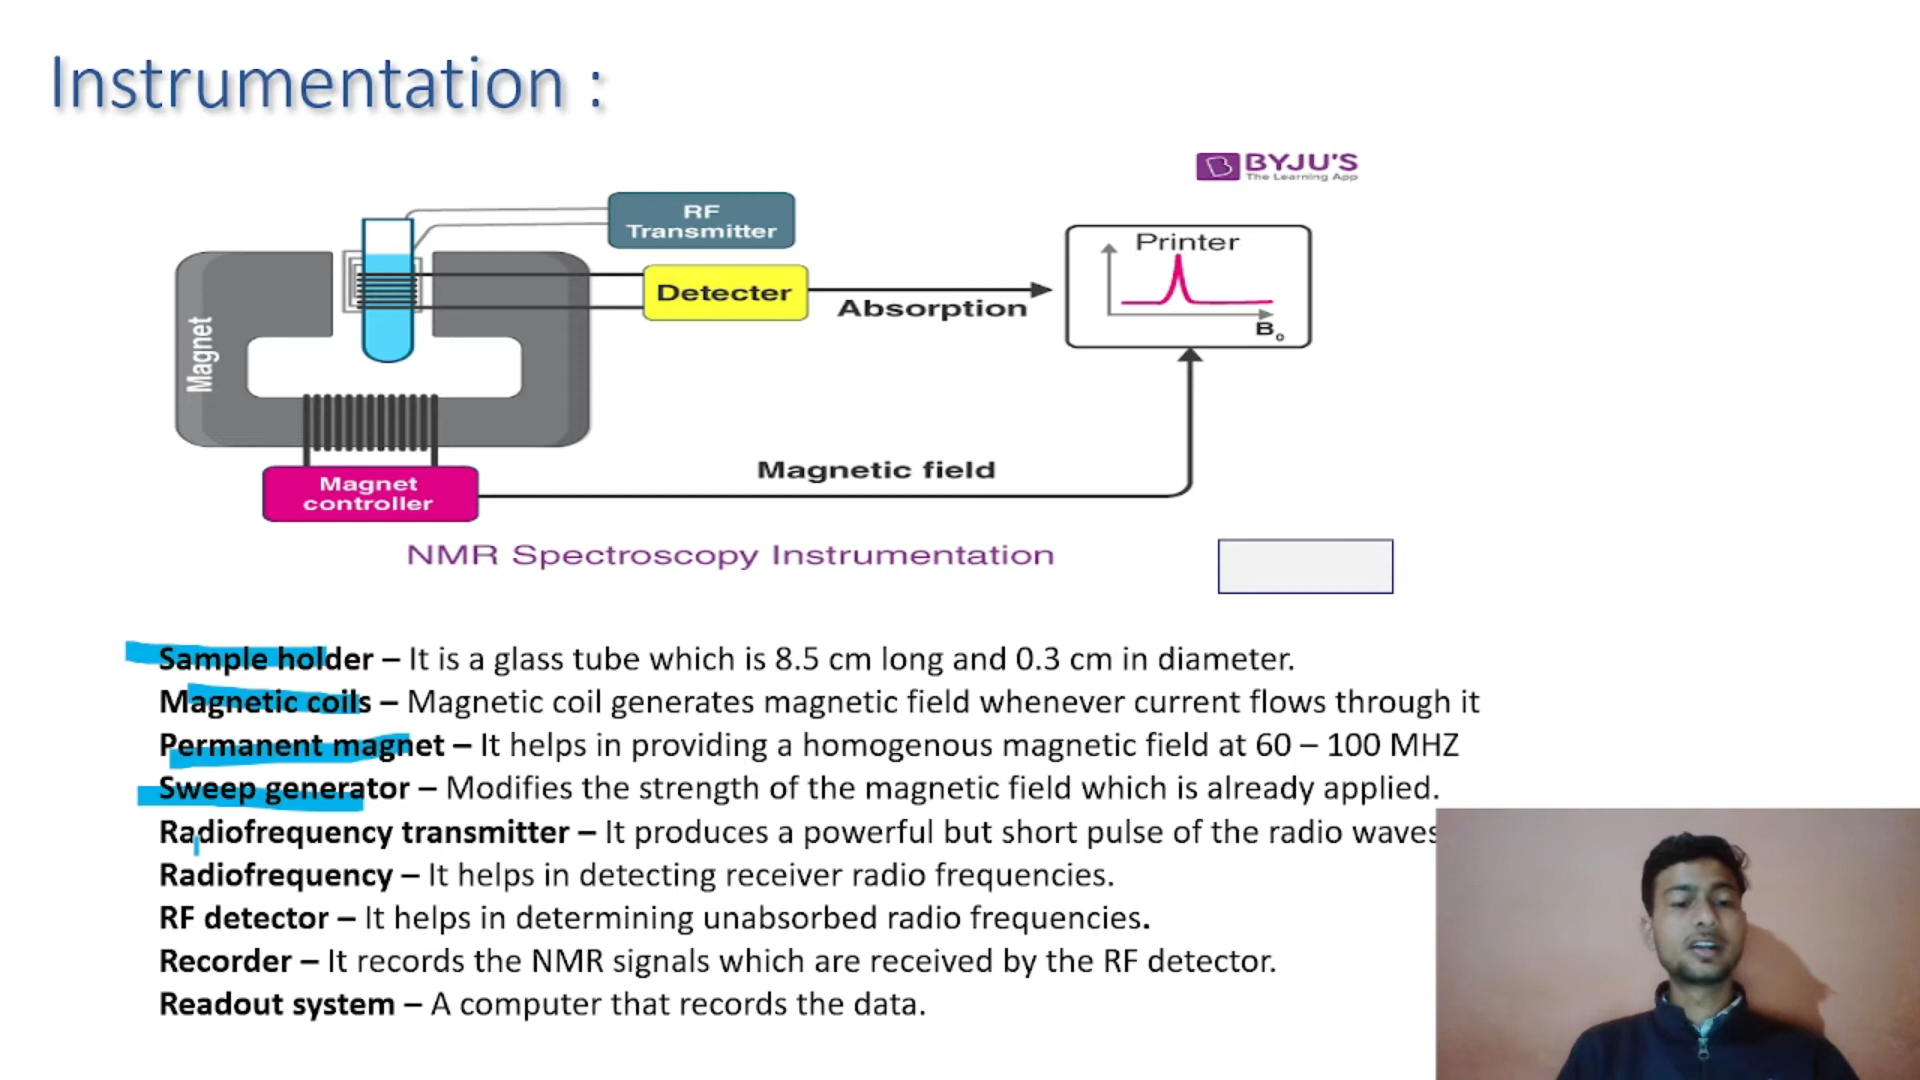 Instrumentation :
BYJU'S
The Learning App
RF
Transmitter
Printer
Detecter
Absorption
B₀
Magnet
Magnetic field
Magnet
controller
NMR Spectroscopy Instrumentation
Sample holder – It is a glass tube which is 8.5 cm long and 0.3 cm in diameter.
Magnetic coils – Magnetic coil generates magnetic field whenever current flows through it
Permanent magnet – It helps in providing a homogenous magnetic field at 60 – 100 MHZ
Sweep generator – Modifies the strength of the magnetic field which is already applied.
Radiofrequency transmitter – It produces a powerful but short pulse of the radio waves
Radiofrequency – It helps in detecting receiver radio frequencies.
RF detector – It helps in determining unabsorbed radio frequencies.
Recorder – It records the NMR signals which are received by the RF detector.
Readout system – A computer that records the data.